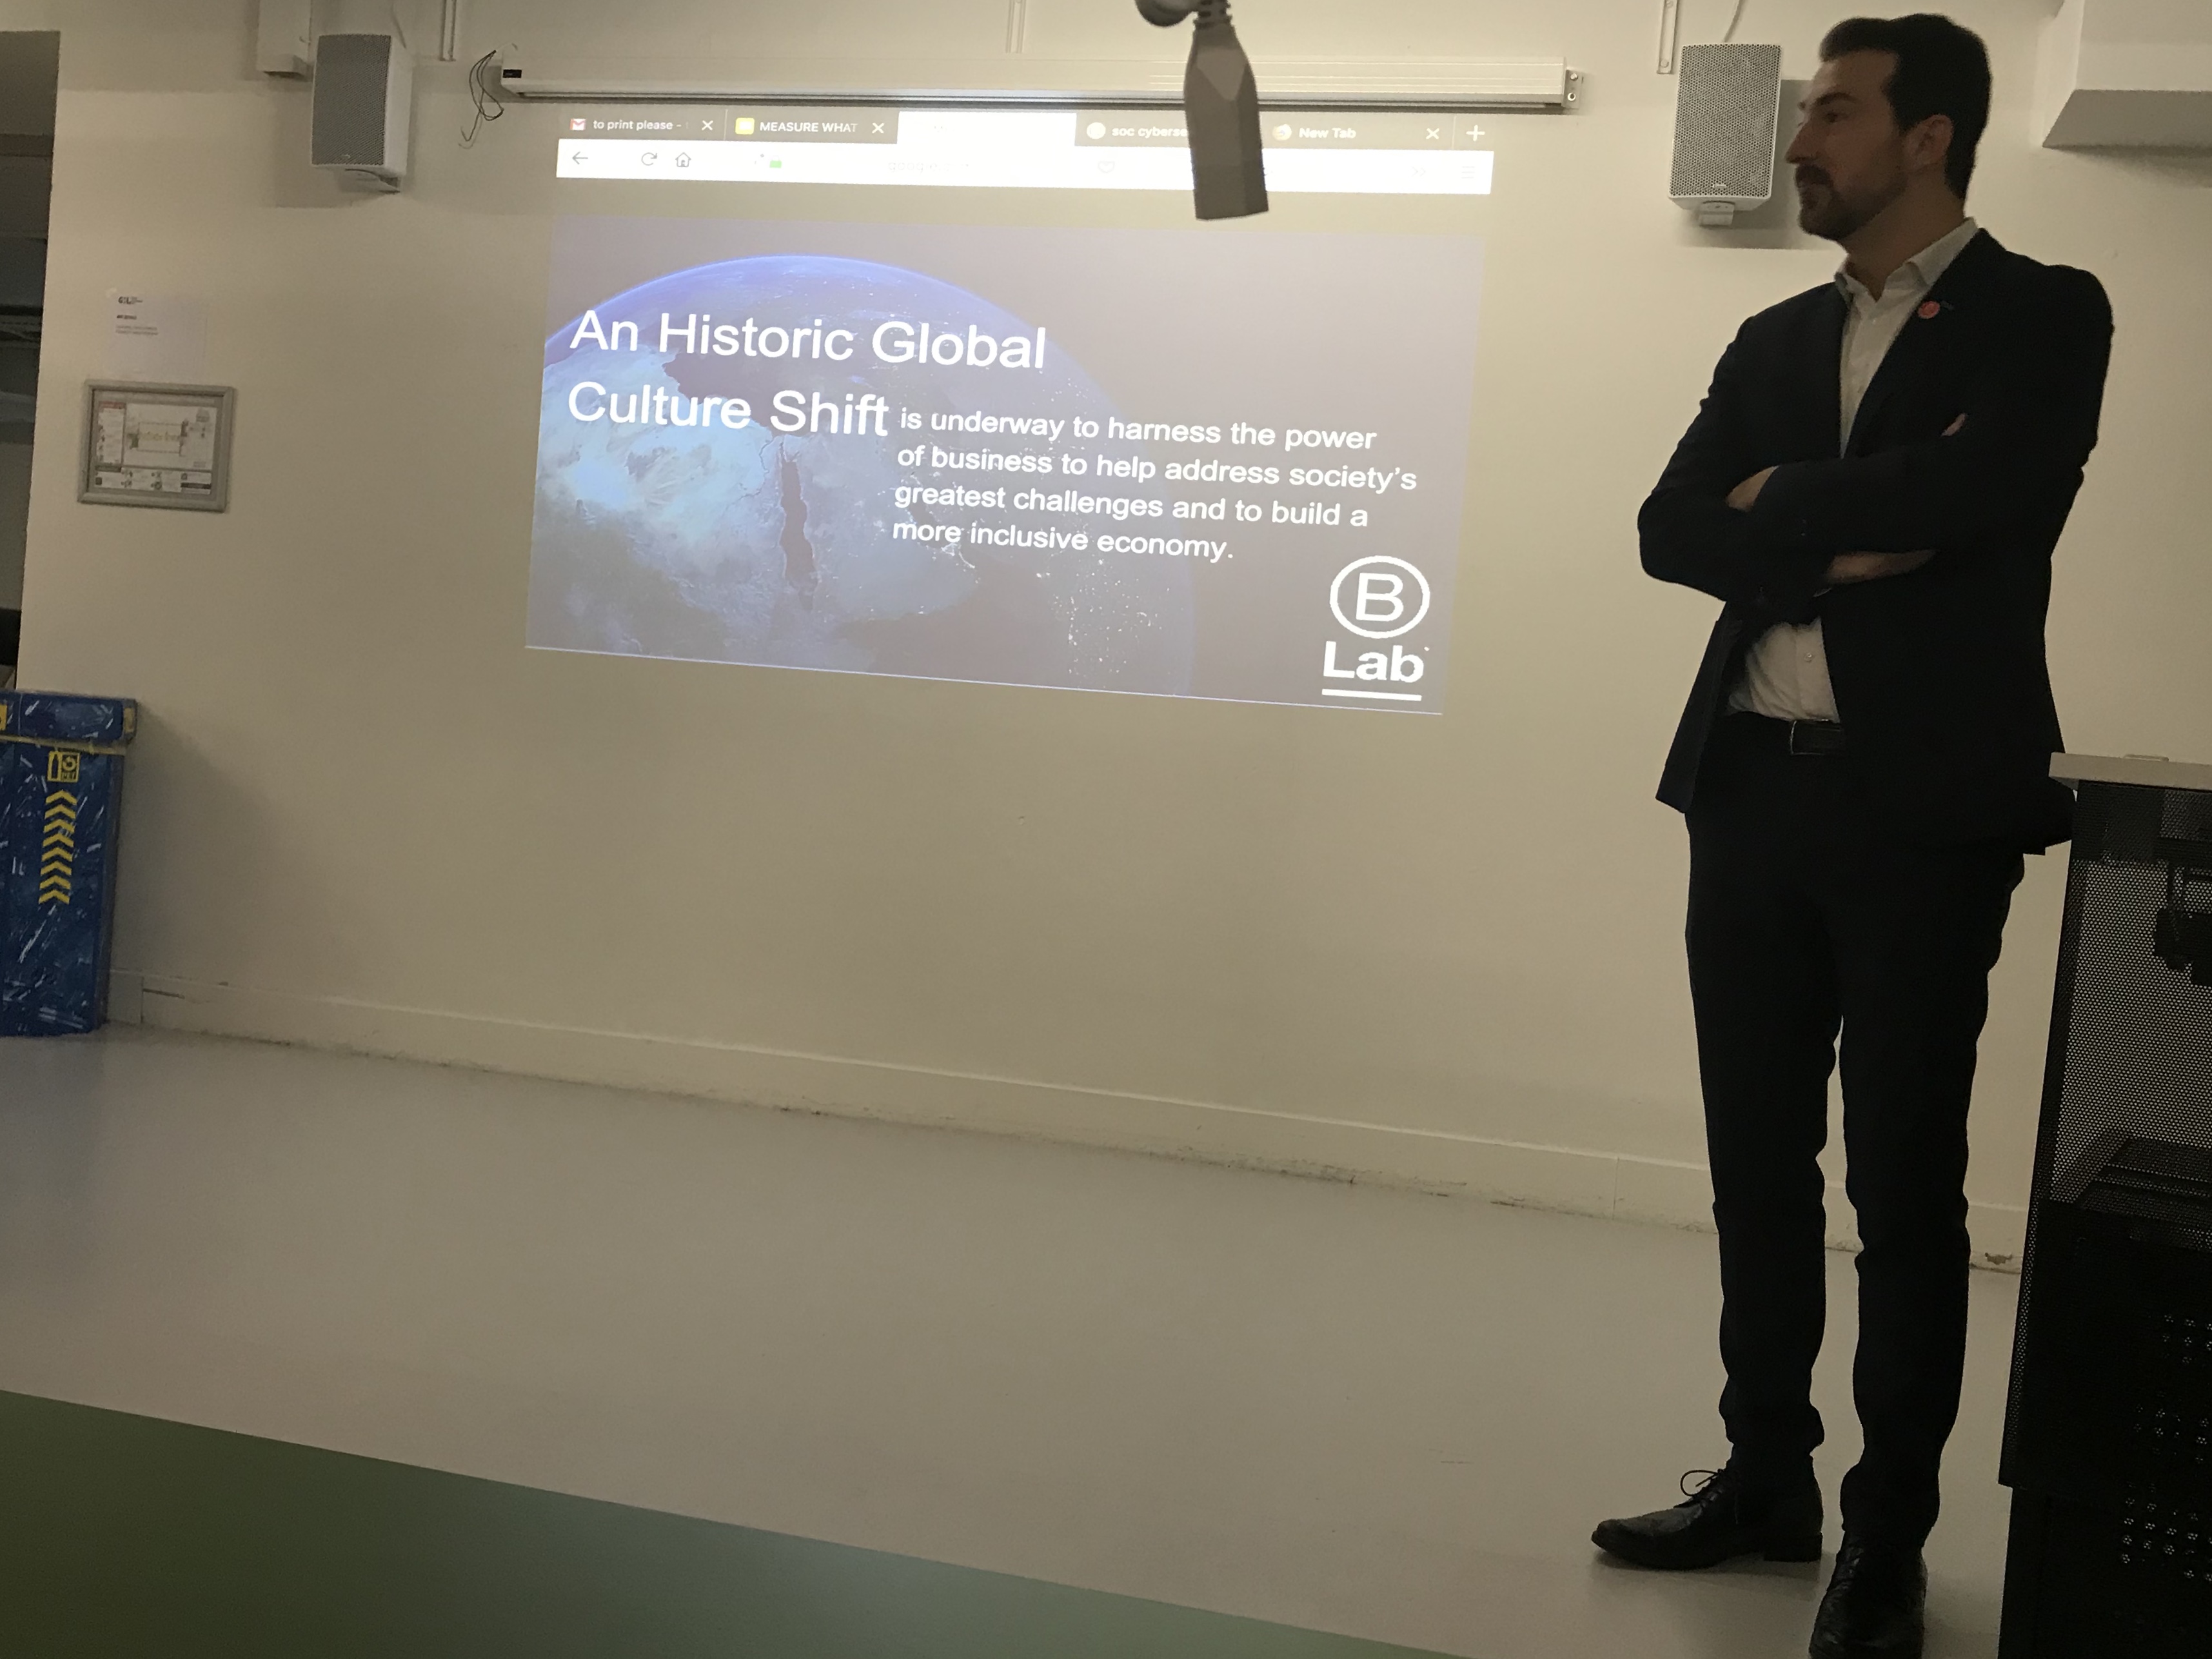 to print please -
MEASURE WHAT
New Tab
An Historic Global
Culture Shift is underway to harness the power
of business to help address society's
greatest challenges and to build a
more inclusive economy.
B
Lab